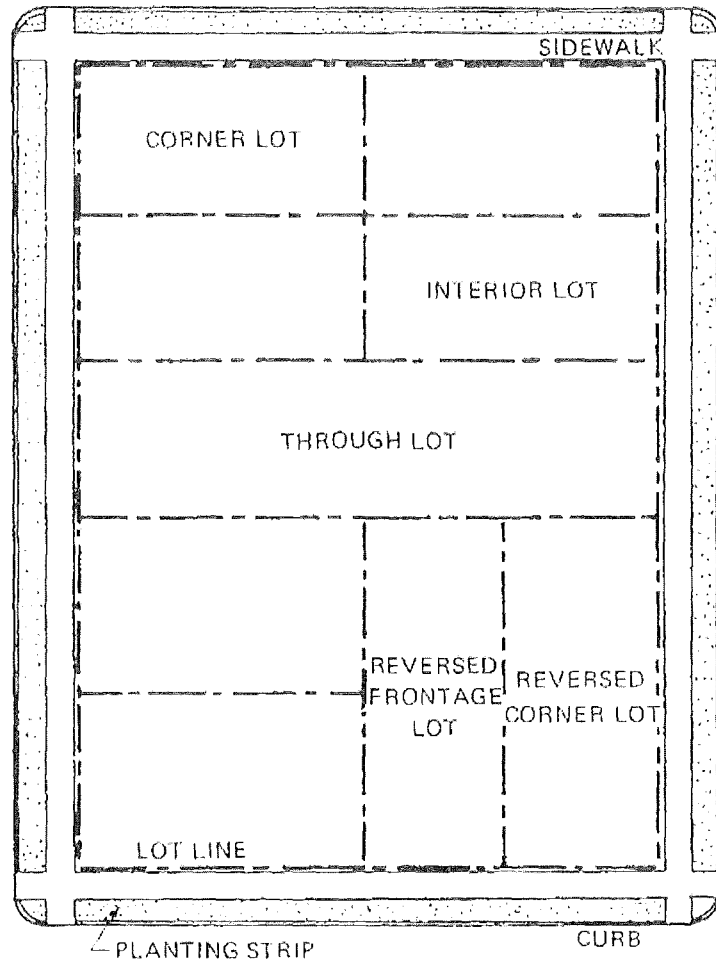 SIDEWALK
CORNER LOT
INTERIOR LOT
THROUGH LOT
REVERSED
FRONTAGE
LOT
REVERSED
CORNER LOT
LOT LINE
PLANTING STRIP
CURB